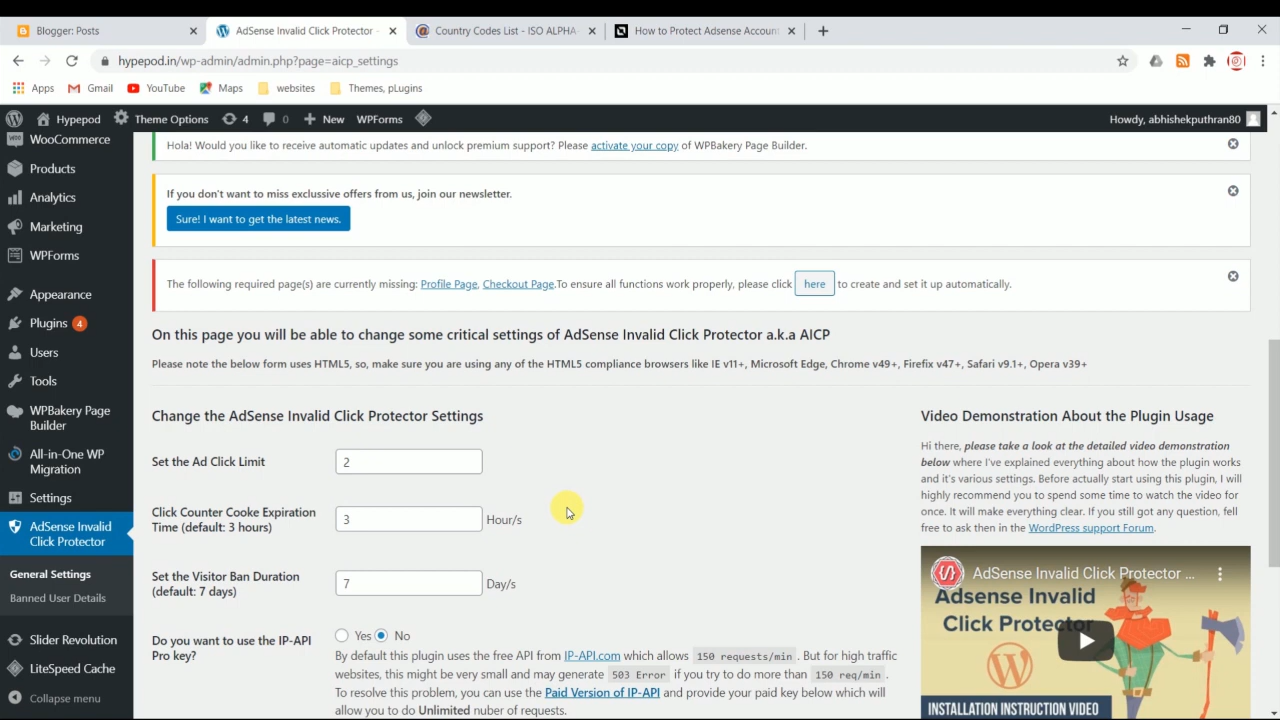 Blogger: Posts
AdSense Invalid Click Protector -
Country Codes List - ISO ALPHA-
How to Protect Adsense Account
hypepod.in/wp-admin/admin.php?page=aicp_settings
Apps Gmail YouTube Maps websites Themes, pLugins
Hypepod Theme Options 4 0 New WPForms Howdy, abhishekputhran80
WooCommerce
Products
Analytics
Marketing
WPForms
Appearance
Plugins 4
Users
Tools
WPBakery Page
Builder
All-in-One WP
Migration
Settings
AdSense Invalid
Click Protector
General Settings
Banned User Details
Slider Revolution
LiteSpeed Cache
Collapse menu
Hola! Would you like to receive automatic updates and unlock premium support? Please activate your copy of WPBakery Page Builder.
If you don't want to miss exclussive offers from us, join our newsletter.
Sure! I want to get the latest news.
The following required page(s) are currently missing: Profile Page, Checkout Page.To ensure all functions work properly, please click here to create and set it up automatically.
On this page you will be able to change some critical settings of AdSense Invalid Click Protector a.k.a AICP
Please note the below form uses HTML5, so, make sure you are using any of the HTML5 compliance browsers like IE v11+, Microsoft Edge, Chrome v49+, Firefix v47+, Safari v9.1+, Opera v39+
Change the AdSense Invalid Click Protector Settings
Set the Ad Click Limit 2
Click Counter Cooke Expiration
Time (default: 3 hours) 3 Hour/s
Set the Visitor Ban Duration
(default: 7 days) 7 Day/s
Do you want to use the IP-API
Pro key?
Yes No
By default this plugin uses the free API from IP-API.com which allows 150 requests/min. But for high traffic
websites, this might be very small and may generate 503 Error if you try to do more than 150 req/min.
To resolve this problem, you can use the Paid Version of IP-API and provide your paid key below which will
allow you to do Unlimited nuber of requests.
Video Demonstration About the Plugin Usage
Hi there, please take a look at the detailed video demonstration
below where I've explained everything about how the plugin works
and it's various settings. Before actually start using this plugin, I will
highly recommend you to spend some time to watch the video for
once. It will make everything clear. If you still got any question, feel
free to ask then in the WordPress support Forum.
AdSense Invalid Click Protector ...
Adsense Invalid
Click Protector
INSTALLATION INSTRUCTION VIDEO